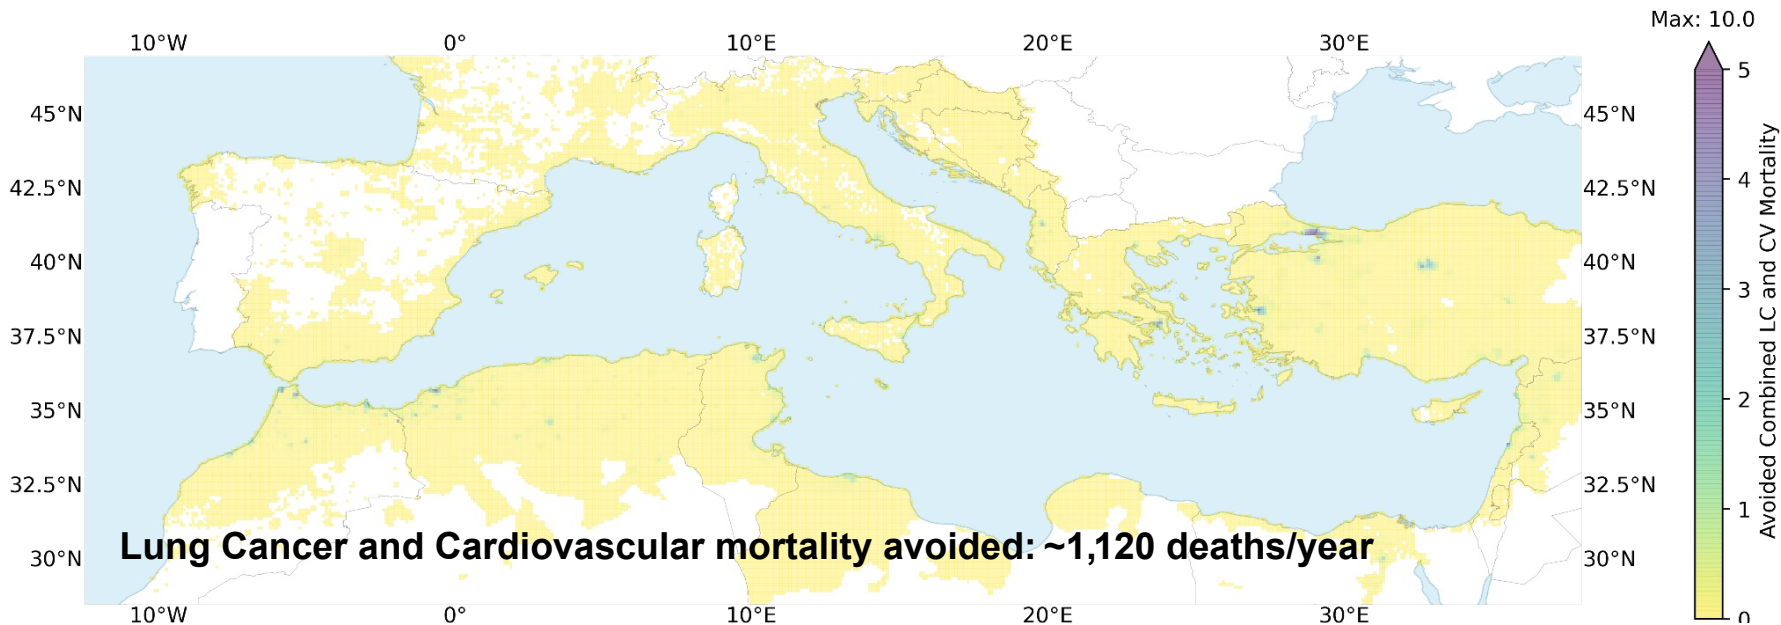 Max: 10.0
10°W 0° 10°E 20°E 30°E
45°N 45°N
42.5°N 42.5°N
40°N 40°N
37.5°N 37.5°N
35°N 35°N
32.5°N 32.5°N
30°N 30°N
10°W 0° 10°E 20°E 30°E
Lung Cancer and Cardiovascular mortality avoided: ~1,120 deaths/year
5
4
3
2
1
0
Avoided Combined LC and CV Mortality